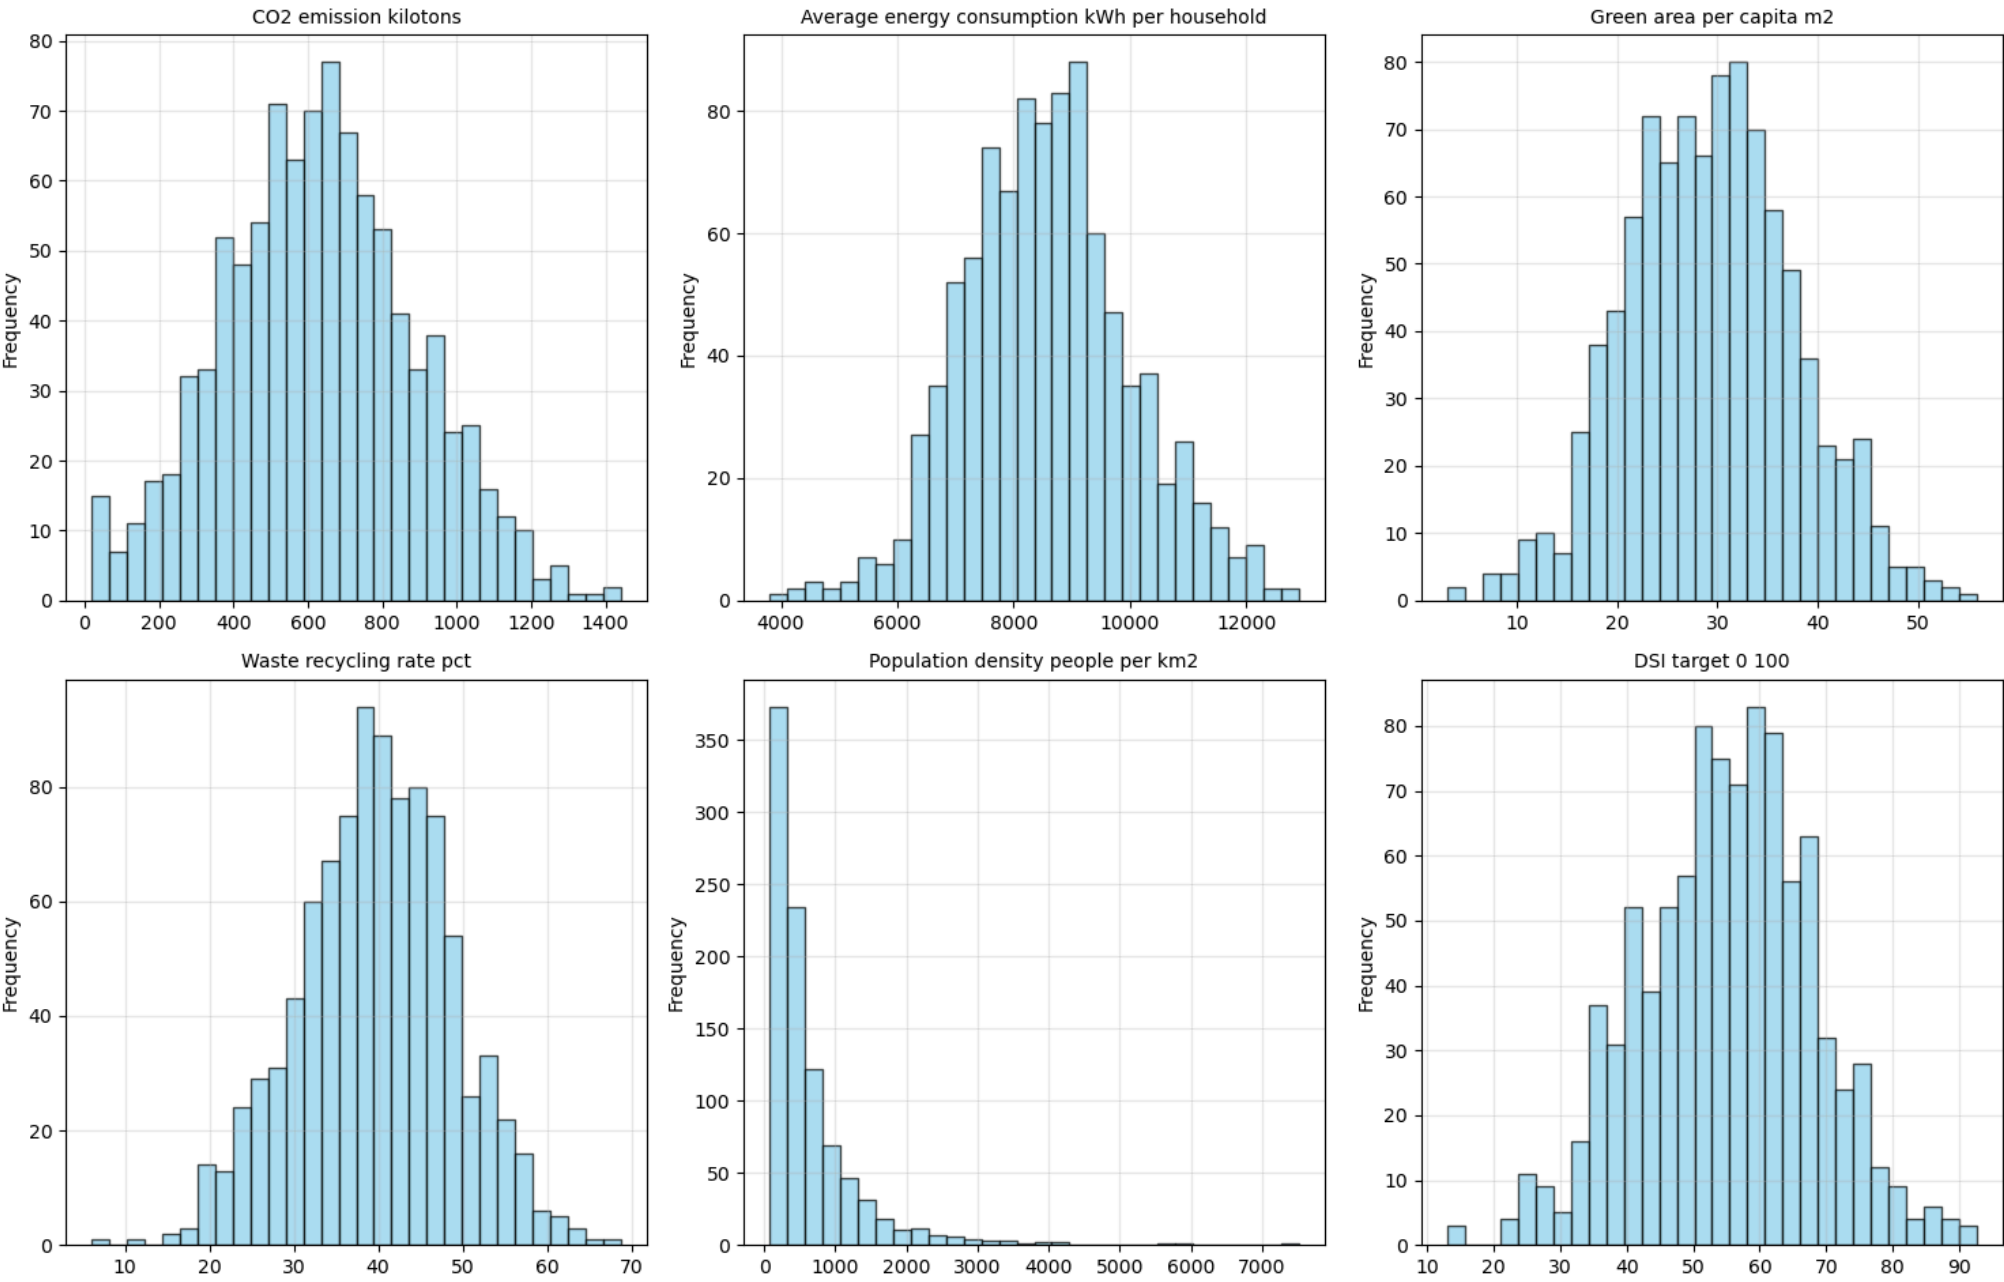 CO2 emission kilotons
Average energy consumption kWh per household
Green area per capita m2
80
70
60
50
40
30
20
10
0
Frequency
0 200 400 600 800 1000 1200 1400
80
60
40
20
0
Frequency
4000 6000 8000 10000 12000
80
70
60
50
40
30
20
10
0
Frequency
10 20 30 40 50
Waste recycling rate pct
Population density people per km2
DSI target 0 100
80
60
40
20
0
Frequency
10 20 30 40 50 60 70
350
300
250
200
150
100
50
0
Frequency
0 1000 2000 3000 4000 5000 6000 7000
80
70
60
50
40
30
20
10
0
Frequency
10 20 30 40 50 60 70 80 90